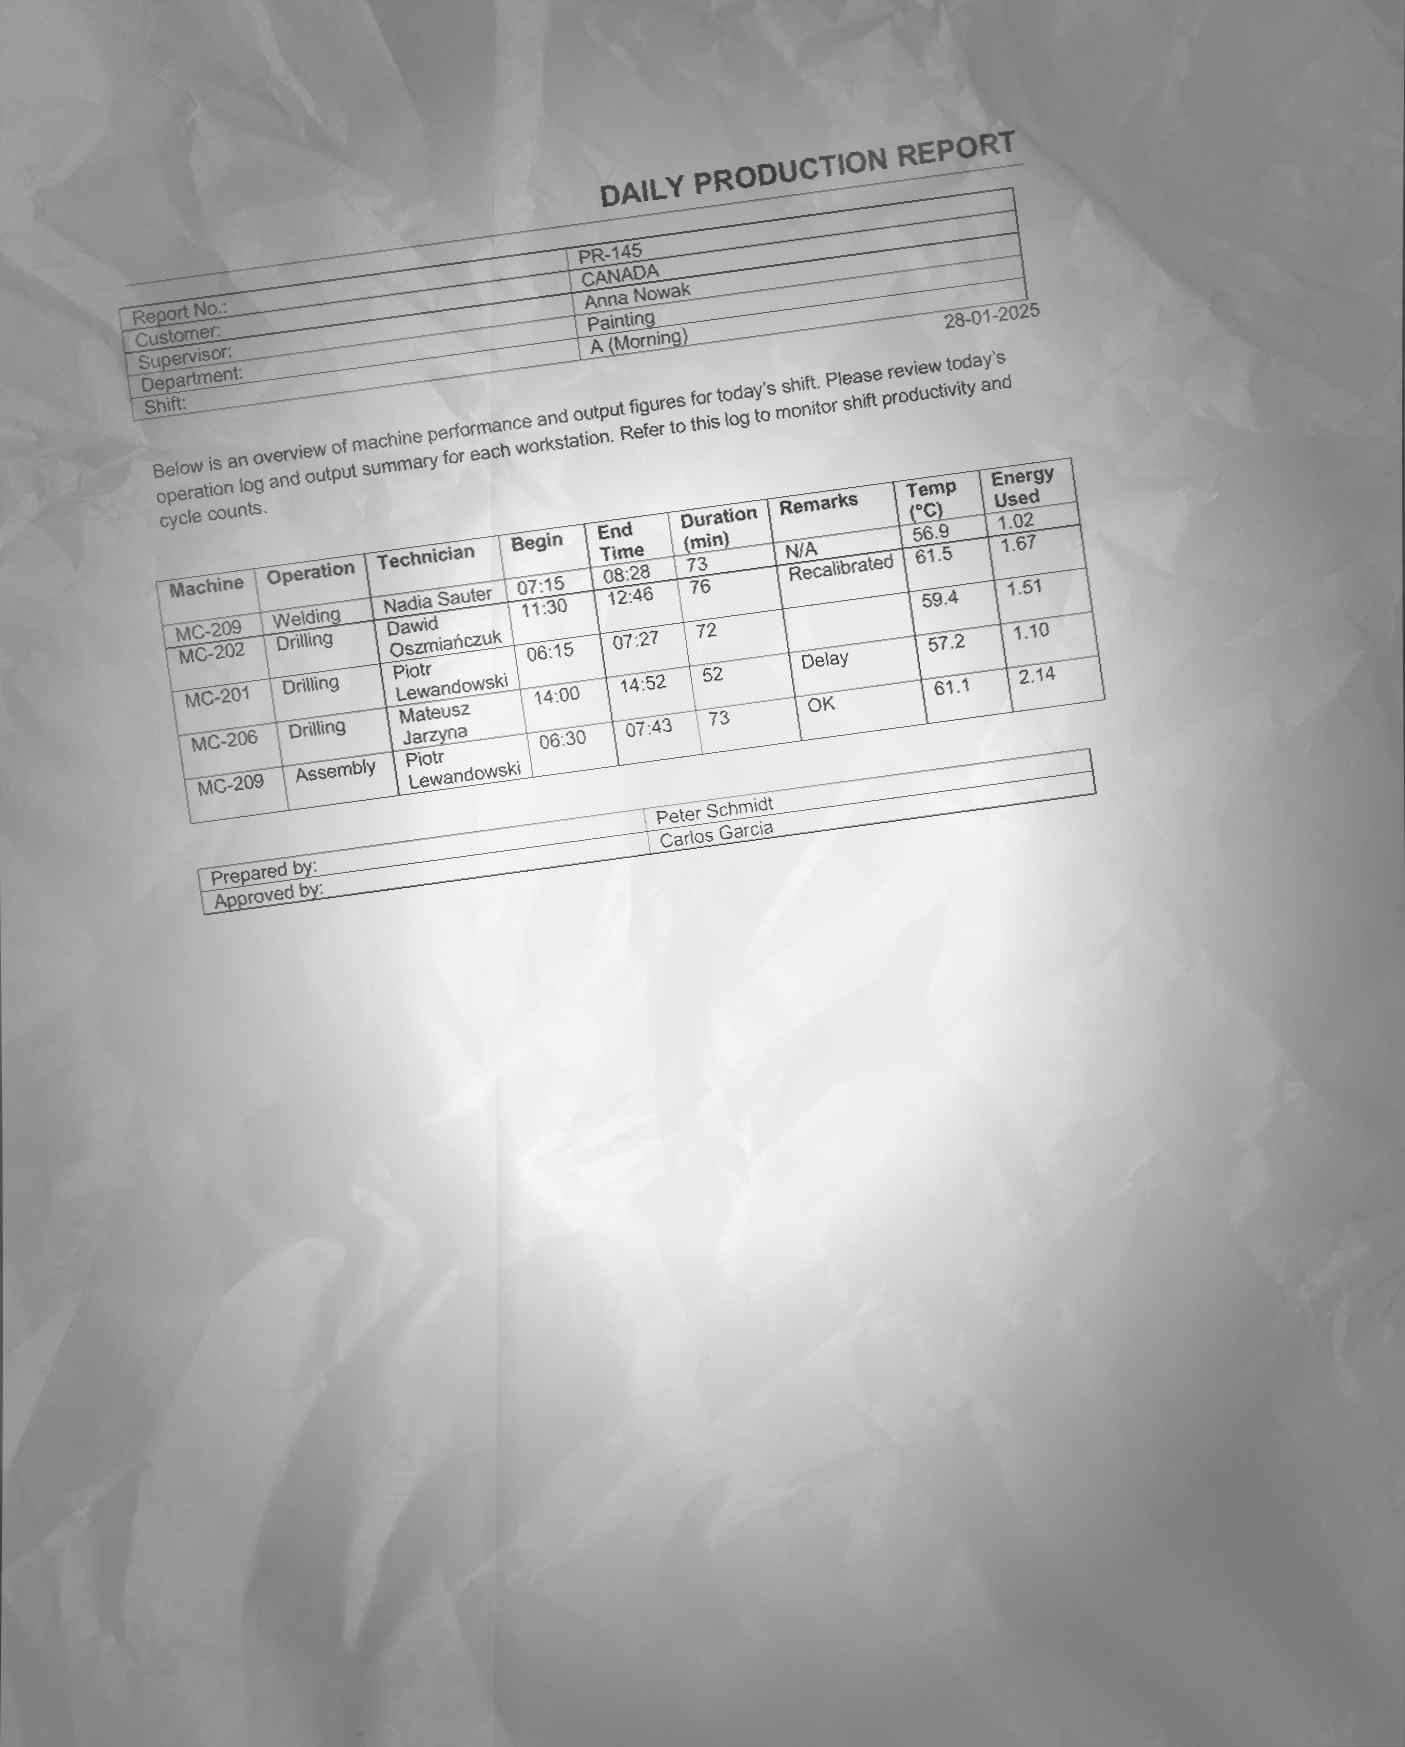 DAILY PRODUCTION REPORT
Report No.: PR-145
Customer: CANADA
Supervisor: Anna Nowak
Department: Painting
Shift: A (Morning)
28-01-2025
Below is an overview of machine performance and output figures for today's shift. Please review today's
operation log and output summary for each workstation. Refer to this log to monitor shift productivity and
cycle counts.
Machine Operation Technician Begin End Time Duration (min) Remarks Temp (°C) Energy Used
MC-209 Welding Nadia Sauter 07:15 08:28 73 N/A 56.9 1.02
MC-202 Drilling Dawid Oszmiańczuk 11:30 12:46 76 Recalibrated 61.5 1.67
MC-201 Drilling Piotr Lewandowski 06:15 07:27 72 59.4 1.51
MC-206 Drilling Mateusz Jarzyna 14:00 14:52 52 Delay 57.2 1.10
MC-209 Assembly Piotr Lewandowski 06:30 07:43 73 OK 61.1 2.14
Prepared by: Peter Schmidt
Approved by: Carlos Garcia